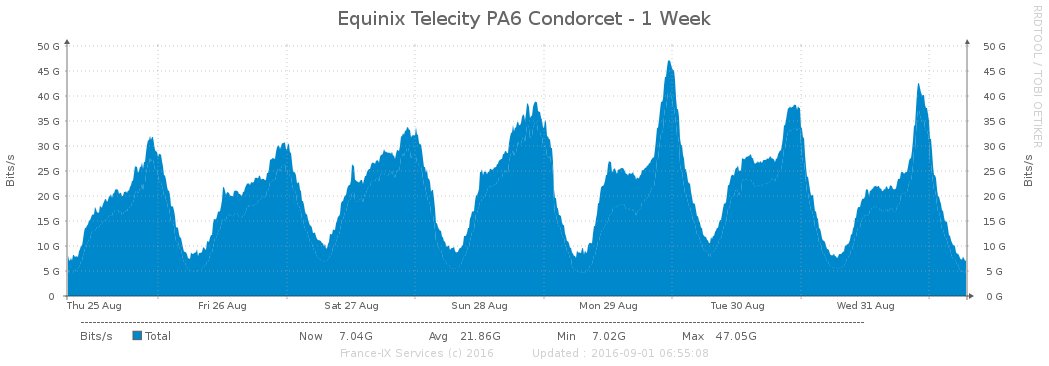 Equinix Telecity PA6 Condorcet - 1 Week
RRDTOOL / TOBI OETIKER
Bits/s
50 G
45 G
40 G
35 G
30 G
25 G
20 G
15 G
10 G
5 G
0
50 G
45 G
40 G
35 G
30 G
25 G
20 G
15 G
10 G
5 G
0 G
Bits/s
Thu 25 Aug Fri 26 Aug Sat 27 Aug Sun 28 Aug Mon 29 Aug Tue 30 Aug Wed 31 Aug
Bits/s Total Now 7.04G Avg 21.86G Min 7.02G Max 47.05G
France-IX Services (c) 2016 Updated : 2016-09-01 06:55:08